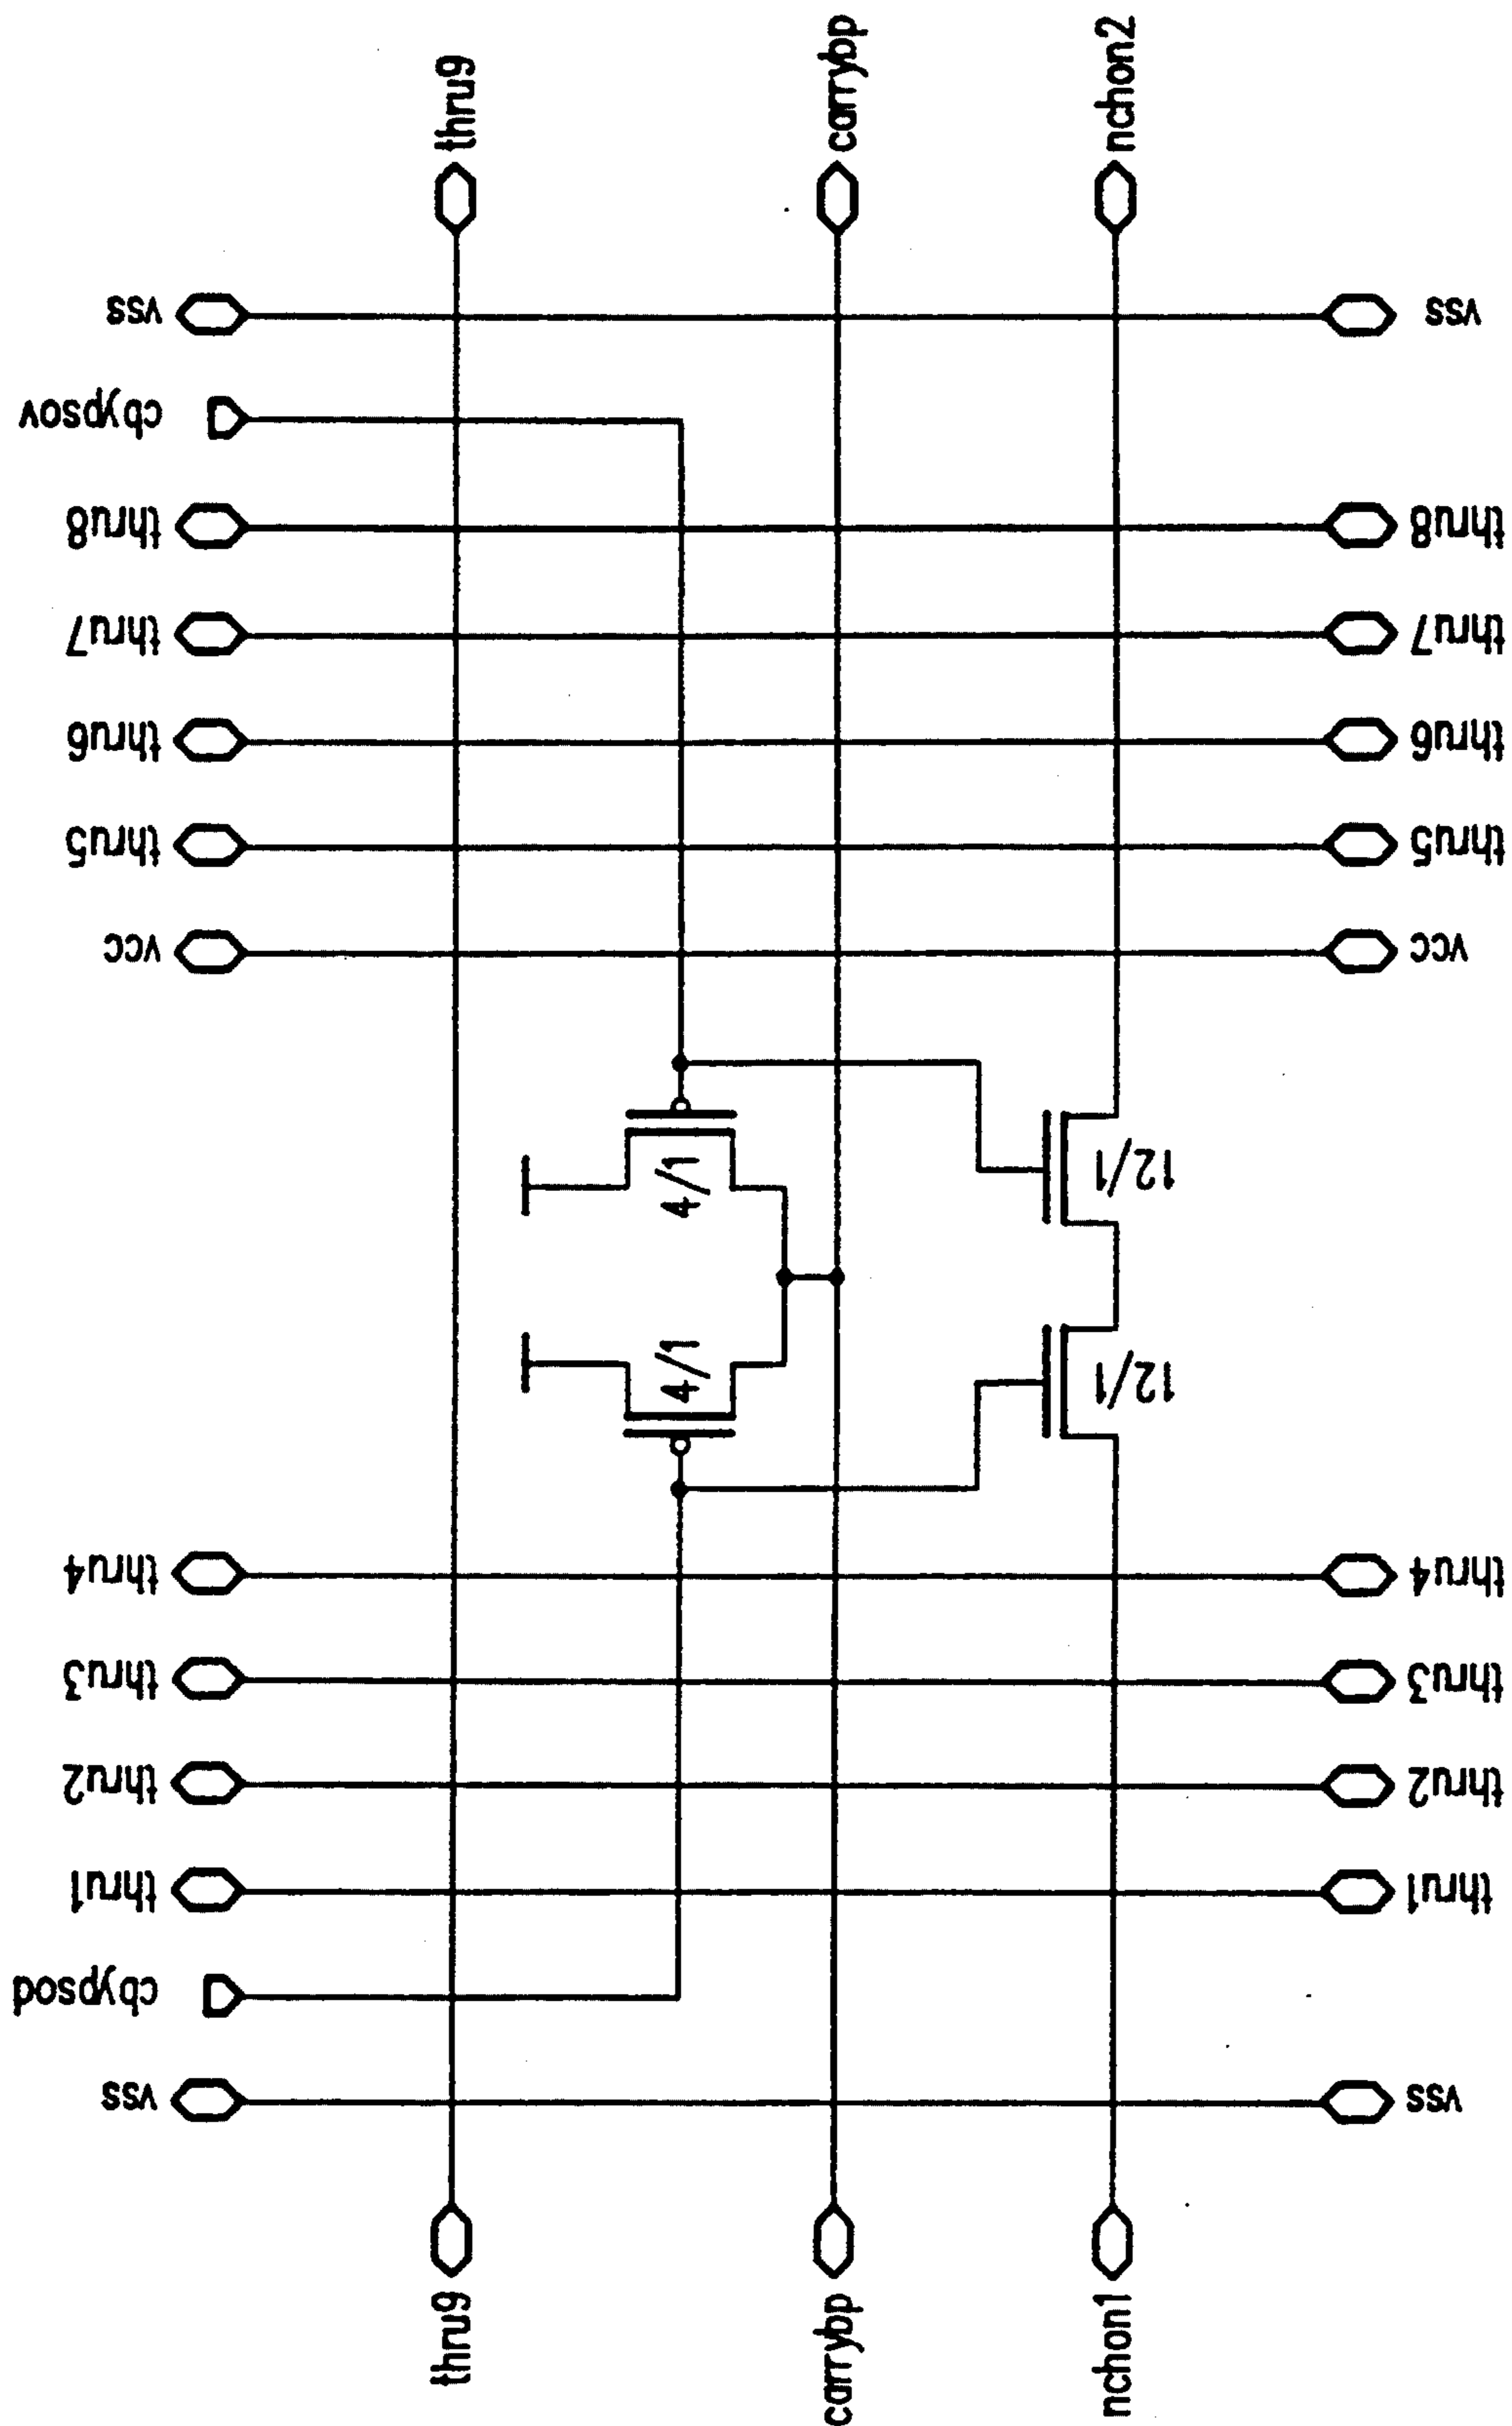 thru9
carrybp
nchon2
vss
vss
cbypsov
thru8
thru8
thru7
thru7
thru6
thru6
thru5
thru5
vcc
vcc
4/1
12/1
4/1
12/1
thru4
thru4
thru3
thru3
thru2
thru2
thru1
thru1
cbypsod
vss
vss
thru9
carrybp
nchon1